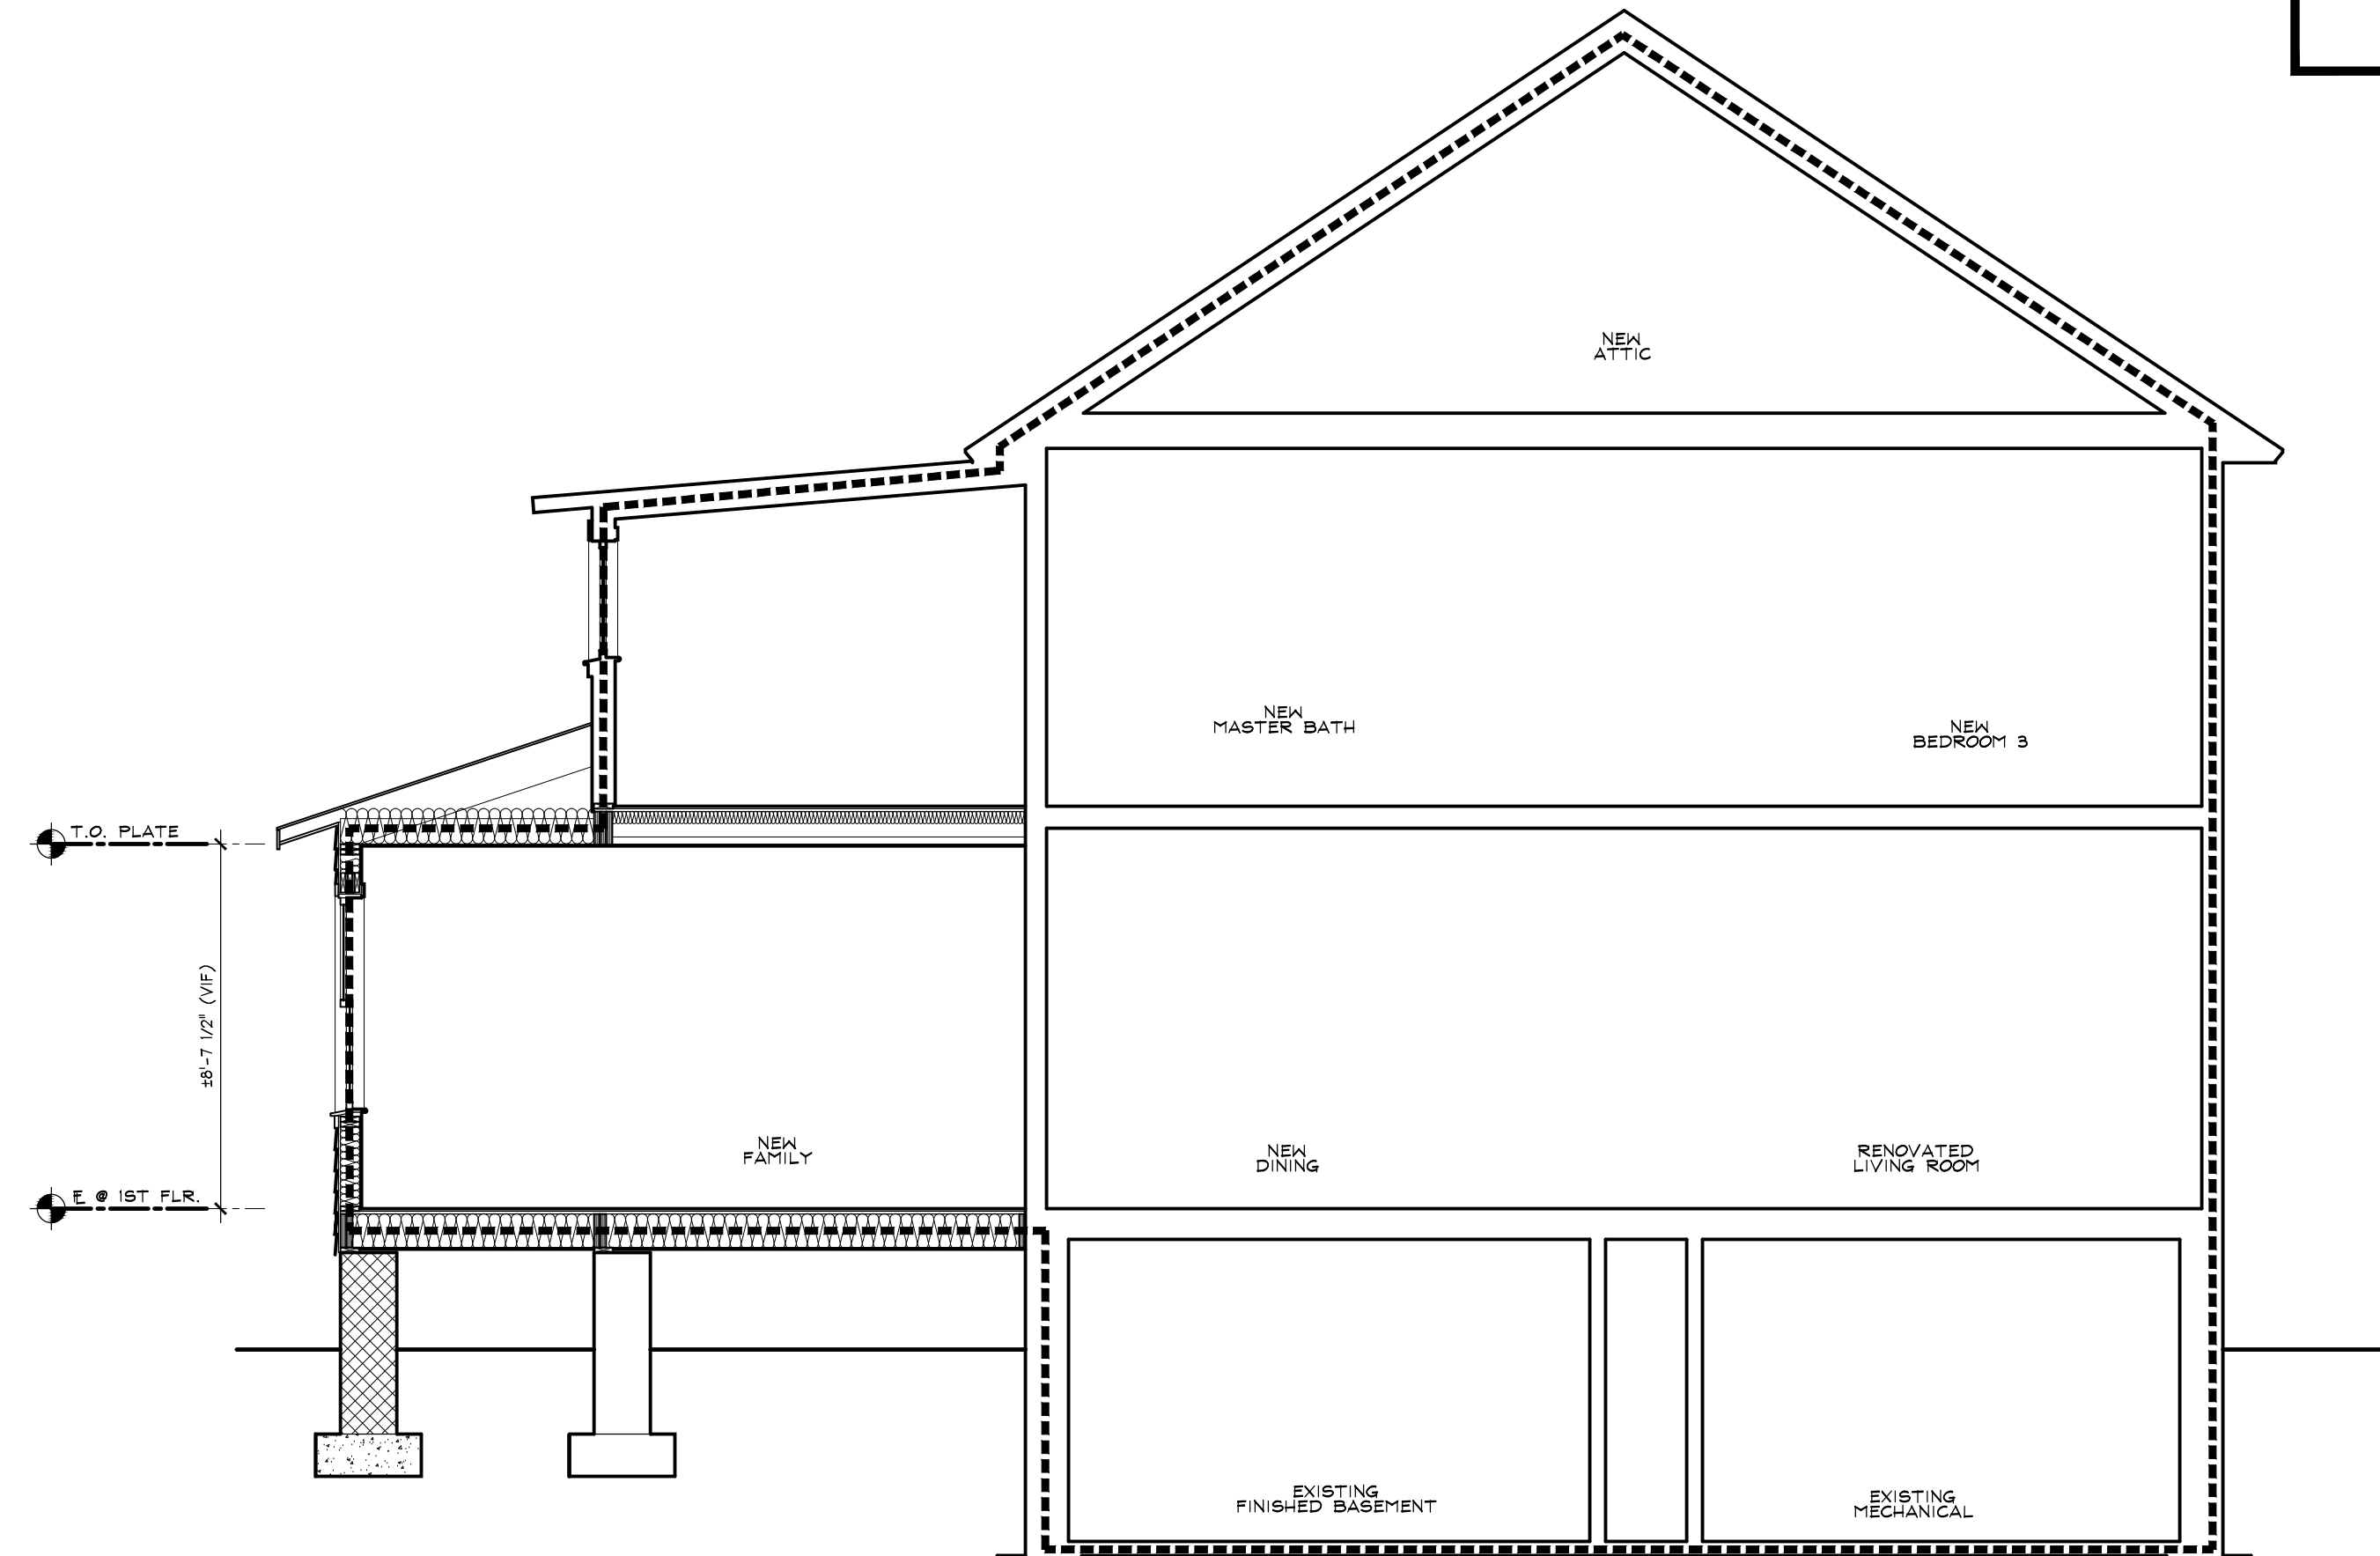 NEW
ATTIC
NEW
MASTER BATH
NEW
BEDROOM 3
T.O. PLATE
±8'-7 1/2" (VIF)
NEW
FAMILY
NEW
DINING
RENOVATED
LIVING ROOM
FL @ 1ST FLR.
EXISTING
FINISHED BASEMENT
EXISTING
MECHANICAL